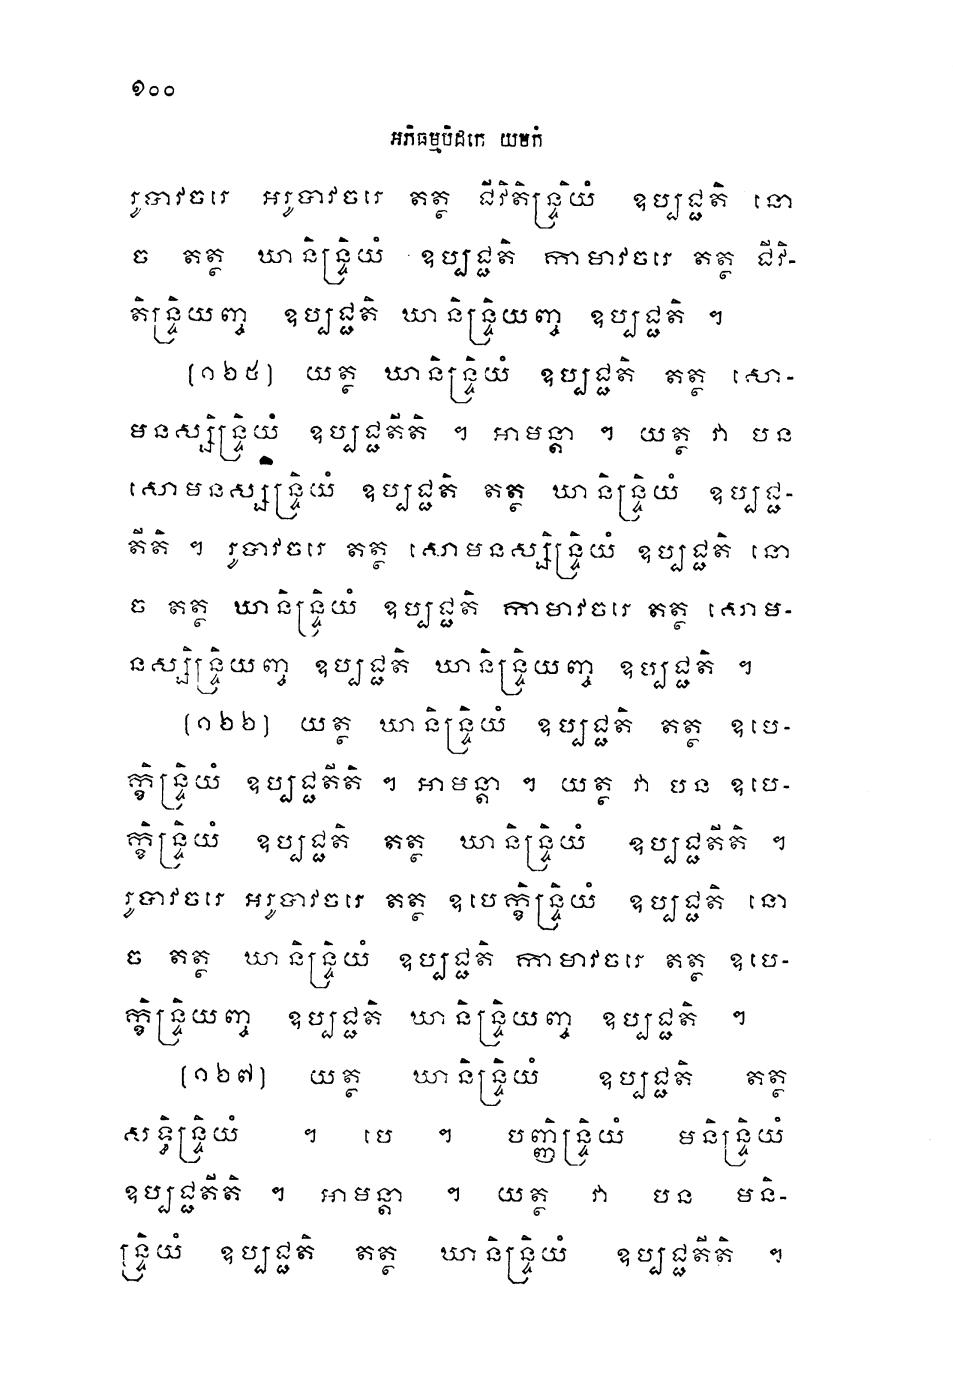 ១០០
អភិធម្មបិដកេ យមកំ
រូបាវចរេ អរូបាវចរេ តត្ថ ជីវិតិន្ទ្រិយំ ឧប្បជ្ជតិ នោ
ច តត្ថ ឃានិន្ទ្រិយំ ឧប្បជ្ជតិ កាមាវចរេ តត្ថ ជីវិ-
តិន្ទ្រិយញ្ច ឧប្បជ្ជតិ ឃានិន្ទ្រិយញ្ច ឧប្បជ្ជតិ ។
(១២៥) យត្ថ ឃានិន្ទ្រិយំ ឧប្បជ្ជតិ តត្ថ សោ-
មនស្សិន្ទ្រិយំ ឧប្បជ្ជតីតិ ។ អាមន្តា ។ យត្ថ វា បន
សោមនស្សិន្ទ្រិយំ ឧប្បជ្ជតិ តត្ថ ឃានិន្ទ្រិយំ ឧប្បជ្ជ-
តីតិ ។ រូបាវចរេ តត្ថ សោមនស្សិន្ទ្រិយំ ឧប្បជ្ជតិ នោ
ច តត្ថ ឃានិន្ទ្រិយំ ឧប្បជ្ជតិ កាមាវចរេ តត្ថ សោម-
នស្សិន្ទ្រិយញ្ច ឧប្បជ្ជតិ ឃានិន្ទ្រិយញ្ច ឧប្បជ្ជតិ ។
(១២៦) យត្ថ ឃានិន្ទ្រិយំ ឧប្បជ្ជតិ តត្ថ ឧបេ-
ក្ខិន្ទ្រិយំ ឧប្បជ្ជតីតិ ។ អាមន្តា ។ យត្ថ វា បន ឧបេ-
ក្ខិន្ទ្រិយំ ឧប្បជ្ជតិ តត្ថ ឃានិន្ទ្រិយំ ឧប្បជ្ជតីតិ ។
រូបាវចរេ អរូបាវចរេ តត្ថ ឧបេក្ខិន្ទ្រិយំ ឧប្បជ្ជតិ នោ
ច តត្ថ ឃានិន្ទ្រិយំ ឧប្បជ្ជតិ កាមាវចរេ តត្ថ ឧបេ-
ក្ខិន្ទ្រិយញ្ច ឧប្បជ្ជតិ ឃានិន្ទ្រិយញ្ច ឧប្បជ្ជតិ ។
(១២៧) យត្ថ ឃានិន្ទ្រិយំ ឧប្បជ្ជតិ តត្ថ
សទ្ធិន្ទ្រិយំ ។ បេ ។ បញ្ញិន្ទ្រិយំ មនិន្ទ្រិយំ
ឧប្បជ្ជតីតិ ។ អាមន្តា ។ យត្ថ វា បន មនិ-
ន្ទ្រិយំ ឧប្បជ្ជតិ តត្ថ ឃានិន្ទ្រិយំ ឧប្បជ្ជតីតិ ។